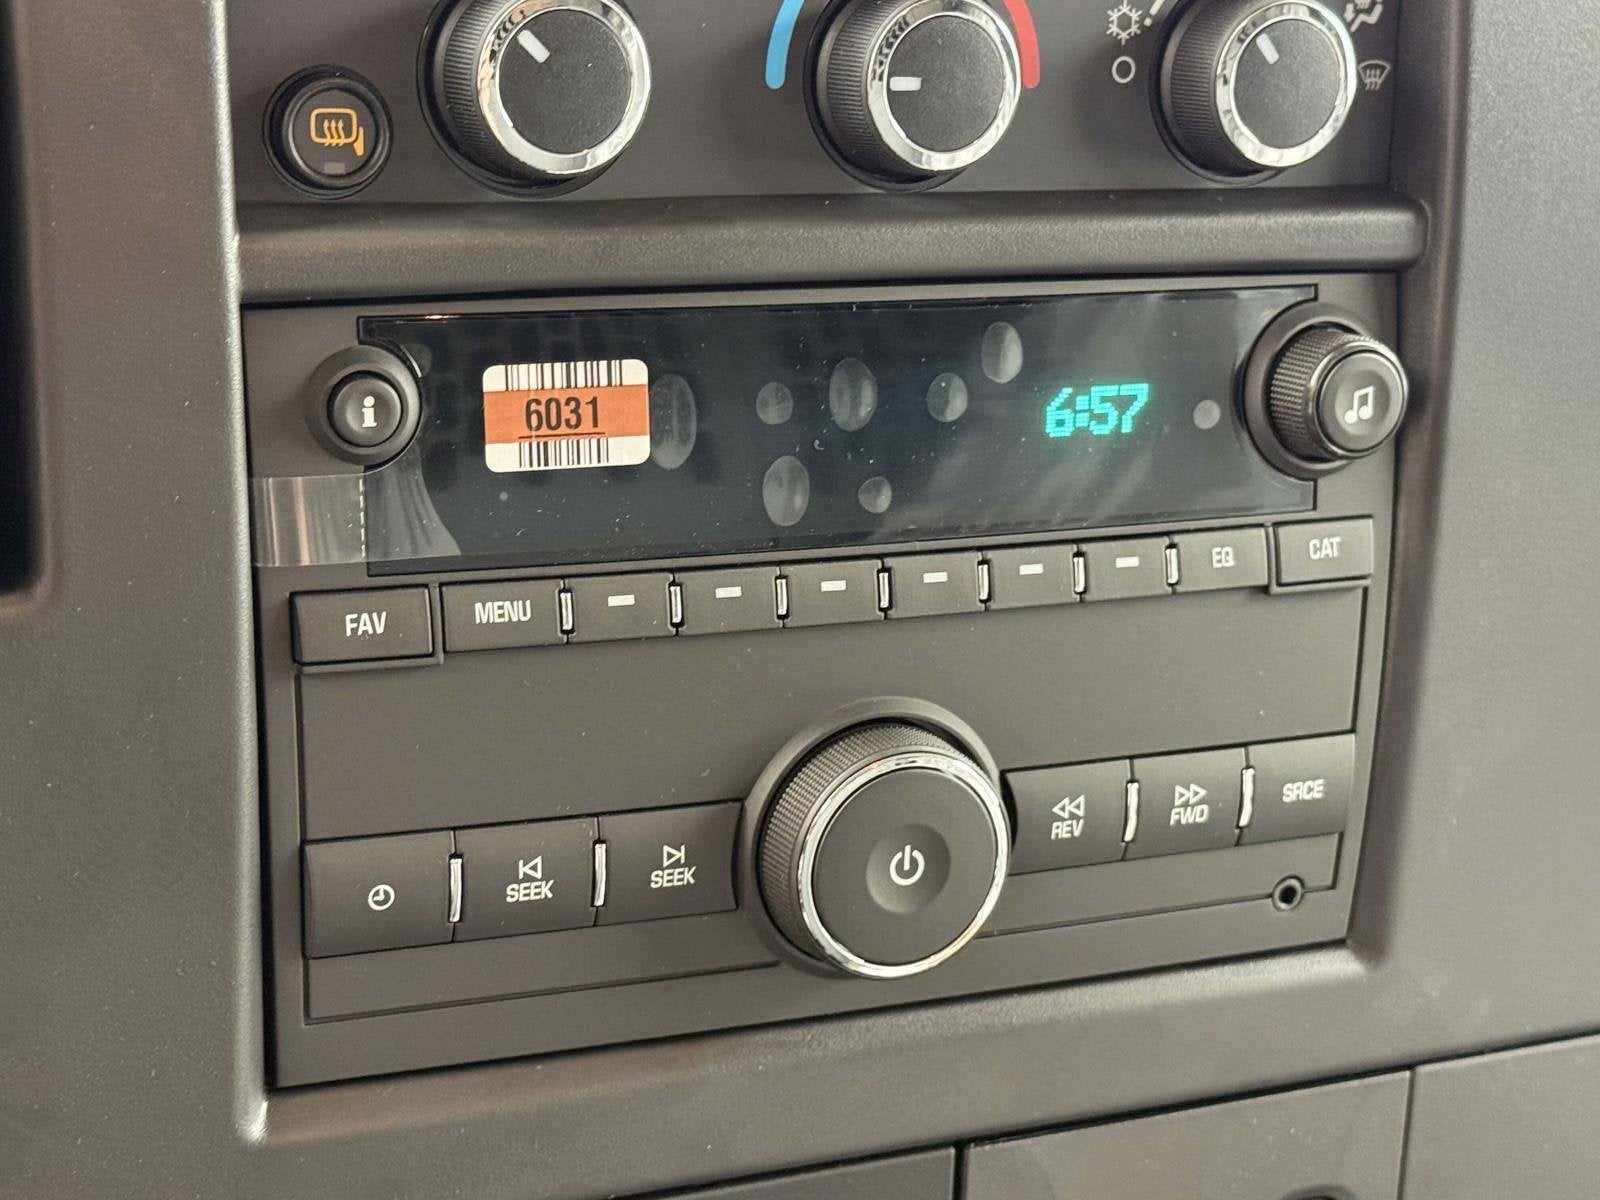 6031
6:57
i
FAV
MENU
EQ
CAT
SEEK
SEEK
REV
FWD
SRCE